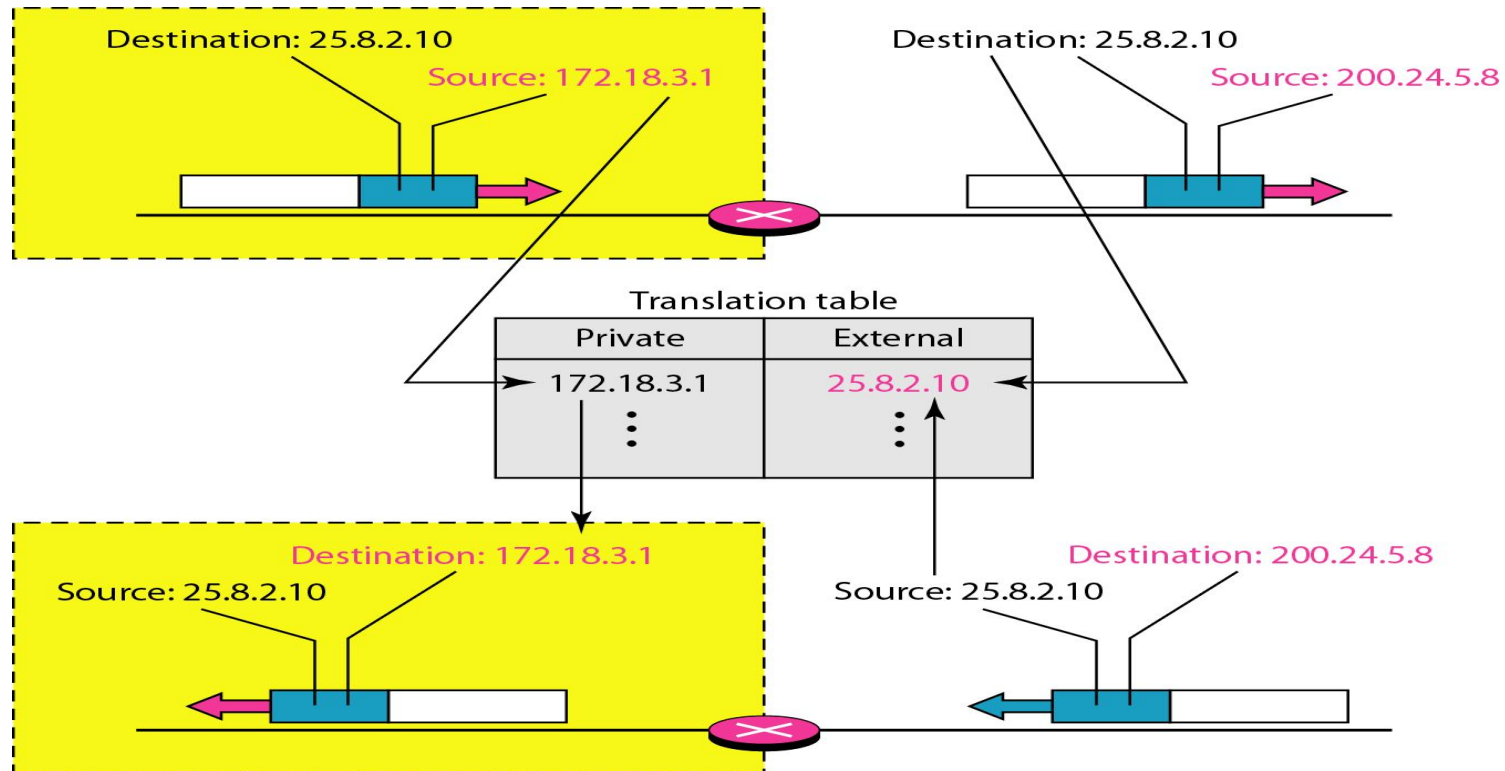 Destination: 25.8.2.10
Source: 172.18.3.1
Destination: 25.8.2.10
Source: 200.24.5.8
Translation table
Private External
172.18.3.1 25.8.2.10
Destination: 172.18.3.1
Source: 25.8.2.10
Destination: 200.24.5.8
Source: 25.8.2.10